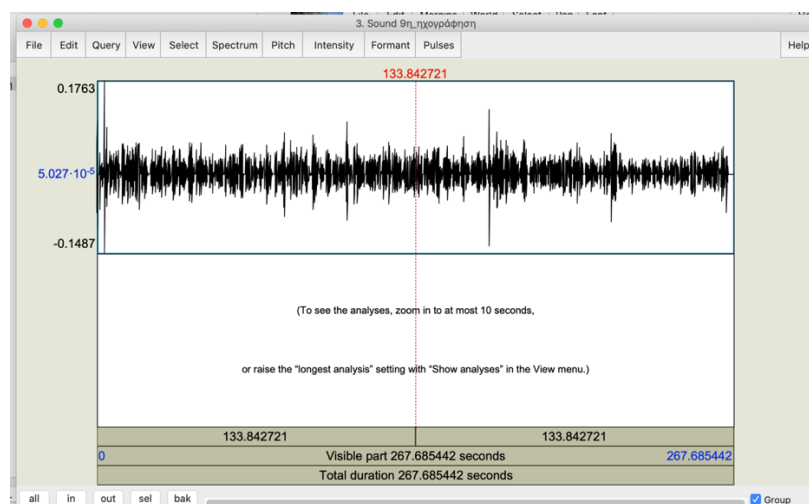 3. Sound 9η_ηχογράφηση
File Edit Query View Select Spectrum Pitch Intensity Formant Pulses Help
133.842721
0.1763
5.027·10-5
-0.1487
(To see the analyses, zoom in to at most 10 seconds,
or raise the “longest analysis” setting with “Show analyses” in the View menu.)
133.842721 133.842721
0 Visible part 267.685442 seconds 267.685442
Total duration 267.685442 seconds
all in out sel bak Group